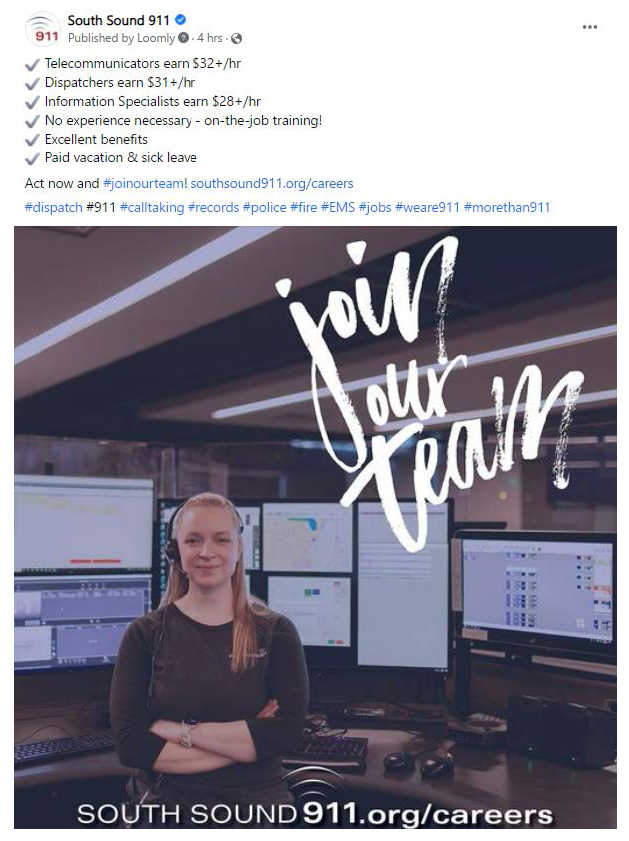 South Sound 911
911
Published by Loomly · 4 hrs ·
Telecommunicators earn $32+/hr
Dispatchers earn $31+/hr
Information Specialists earn $28+/hr
No experience necessary - on-the-job training!
Excellent benefits
Paid vacation & sick leave
Act now and #joinourteam! southsound911.org/careers
#dispatch #911 #calltaking #records #police #fire #EMS #jobs #weare911 #morethan911
join
our
team
SOUTH SOUND 911.org/careers